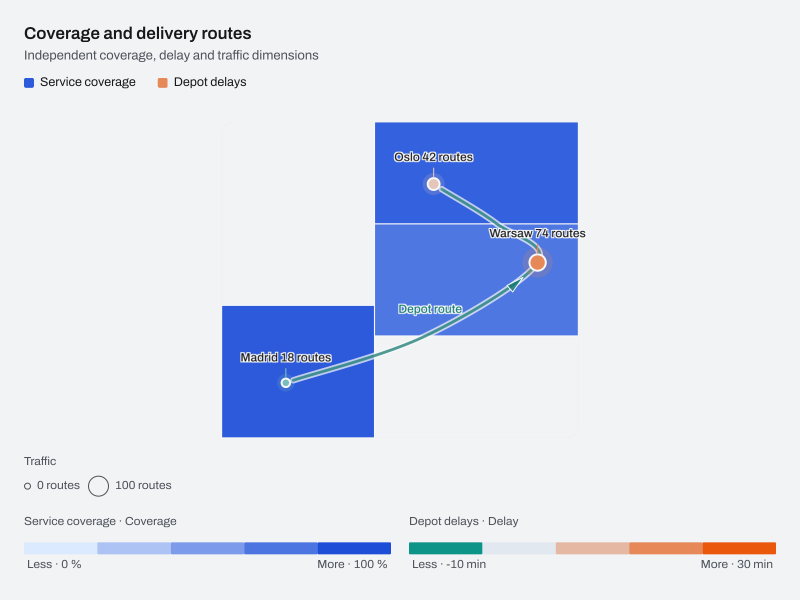 Coverage and delivery routes
Independent coverage, delay and traffic dimensions
Service coverage
Depot delays
Oslo 42 routes
Warsaw 74 routes
Depot route
Madrid 18 routes
Traffic
0 routes
100 routes
Service coverage · Coverage
Less · 0 %
More · 100 %
Depot delays · Delay
Less · -10 min
More · 30 min